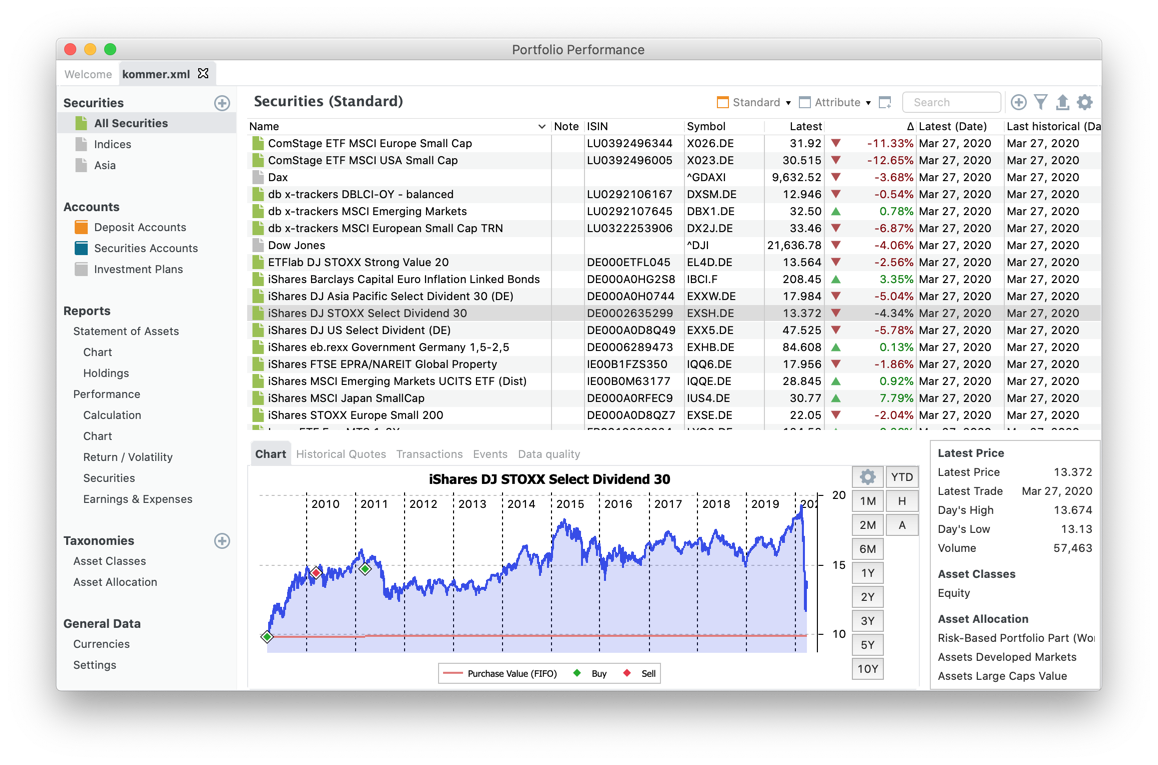 Portfolio Performance
Welcome kommer.xml
Securities
All Securities
Indices
Asia
Accounts
Deposit Accounts
Securities Accounts
Investment Plans
Reports
Statement of Assets
Chart
Holdings
Performance
Calculation
Chart
Return / Volatility
Securities
Earnings & Expenses
Taxonomies
Asset Classes
Asset Allocation
General Data
Currencies
Settings
Securities (Standard) Standard Attribute Search
Name Note ISIN Symbol Latest Δ Latest (Date) Last historical (Da
ComStage ETF MSCI Europe Small Cap LU0392496344 X026.DE 31.92 -11.33% Mar 27, 2020 Mar 27, 2020
ComStage ETF MSCI USA Small Cap LU0392496005 X023.DE 30.515 -12.65% Mar 27, 2020 Mar 27, 2020
Dax ^GDAXI 9,632.52 -3.68% Mar 27, 2020 Mar 27, 2020
db x-trackers DBLCI-OY - balanced LU0292106167 DXSM.DE 12.946 -0.54% Mar 27, 2020 Mar 27, 2020
db x-trackers MSCI Emerging Markets LU0292107645 DBX1.DE 32.50 0.78% Mar 27, 2020 Mar 27, 2020
db x-trackers MSCI European Small Cap TRN LU0322253906 DX2J.DE 33.46 -6.87% Mar 27, 2020 Mar 27, 2020
Dow Jones ^DJI 21,636.78 -4.06% Mar 27, 2020 Mar 27, 2020
ETFlab DJ STOXX Strong Value 20 DE000ETFL045 EL4D.DE 13.564 -2.56% Mar 27, 2020 Mar 27, 2020
iShares Barclays Capital Euro Inflation Linked Bonds DE000A0HG2S8 IBCI.F 208.45 3.35% Mar 27, 2020 Mar 27, 2020
iShares DJ Asia Pacific Select Divident 30 (DE) DE000A0H0744 EXXW.DE 17.984 -5.04% Mar 27, 2020 Mar 27, 2020
iShares DJ STOXX Select Dividend 30 DE0002635299 EXSH.DE 13.372 -4.34% Mar 27, 2020 Mar 27, 2020
iShares DJ US Select Divident (DE) DE000A0D8Q49 EXX5.DE 47.525 -5.78% Mar 27, 2020 Mar 27, 2020
iShares eb.rexx Government Germany 1,5-2,5 DE0006289473 EXHB.DE 84.608 0.13% Mar 27, 2020 Mar 27, 2020
iShares FTSE EPRA/NAREIT Global Property IE00B1FZS350 IQQ6.DE 17.956 -1.86% Mar 27, 2020 Mar 27, 2020
iShares MSCI Emerging Markets UCITS ETF (Dist) IE00B0M63177 IQQE.DE 28.845 0.92% Mar 27, 2020 Mar 27, 2020
iShares MSCI Japan SmallCap DE000A0RFEC9 IUS4.DE 30.77 7.79% Mar 27, 2020 Mar 27, 2020
iShares STOXX Europe Small 200 DE000A0D8QZ7 EXSE.DE 22.05 -2.04% Mar 27, 2020 Mar 27, 2020
Chart Historical Quotes Transactions Events Data quality
iShares DJ STOXX Select Dividend 30
2010 2011 2012 2013 2014 2015 2016 2017 2018 2019 202
20
15
10
Purchase Value (FIFO) Buy Sell
YTD
1M H
2M A
6M
1Y
2Y
3Y
5Y
10Y
Latest Price
Latest Price 13.372
Latest Trade Mar 27, 2020
Day's High 13.674
Day's Low 13.13
Volume 57,463
Asset Classes
Equity
Asset Allocation
Risk-Based Portfolio Part (Wor
Assets Developed Markets
Assets Large Caps Value